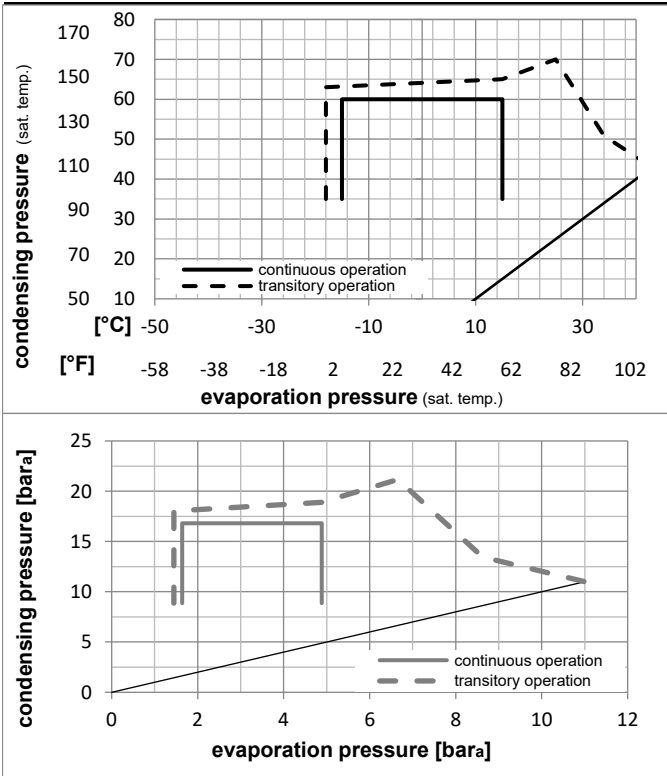 condensing pressure (sat. temp.)
170 80
70
150 60
130 50
110 40
90 30
70 20
50 10
continuous operation
transitory operation
[°C] -50 -30 -10 10 30
[°F] -58 -38 -18 2 22 42 62 82 102
evaporation pressure (sat. temp.)
condensing pressure [bara]
25
20
15
10
5
0
continuous operation
transitory operation
0 2 4 6 8 10 12
evaporation pressure [bara]